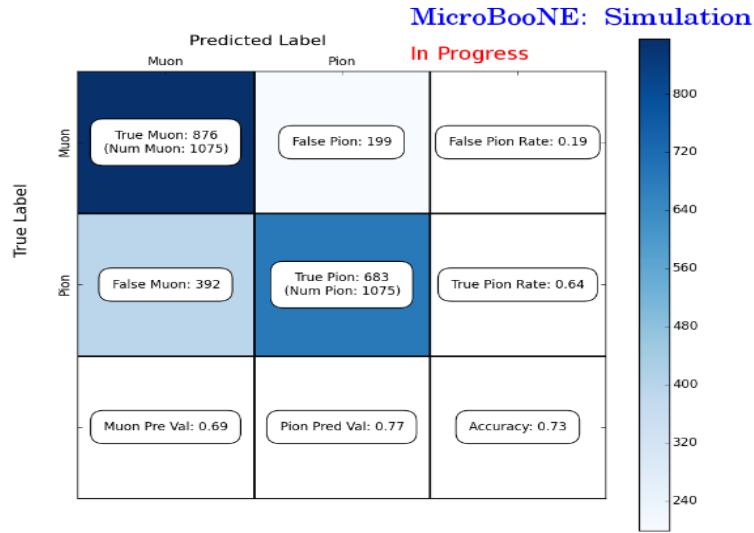 MicroBooNE: Simulation
In Progress
Predicted Label
Muon
Pion
True Label
Muon
True Muon: 876
(Num Muon: 1075)
False Pion: 199
False Pion Rate: 0.19
Pion
False Muon: 392
True Pion: 683
(Num Pion: 1075)
True Pion Rate: 0.64
Muon Pre Val: 0.69
Pion Pred Val: 0.77
Accuracy: 0.73
800
720
640
560
480
400
320
240